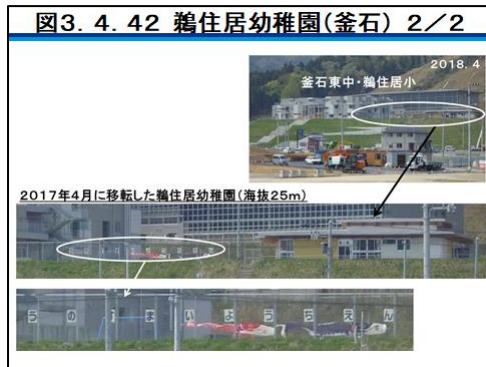 図3.4.42 鵜住居幼稚園(釜石) 2/2
2018.4
釜石東中・鵜住居小
2017年4月に移転した鵜住居幼稚園(海抜25m)
うのすまいようちえん